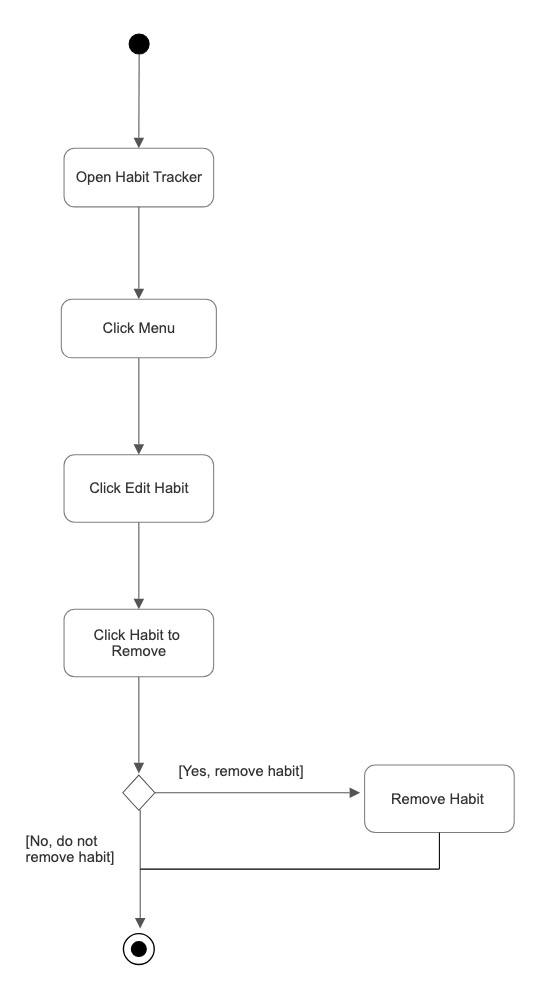 Open Habit Tracker
Click Menu
Click Edit Habit
Click Habit to
Remove
[Yes, remove habit]
Remove Habit
[No, do not
remove habit]